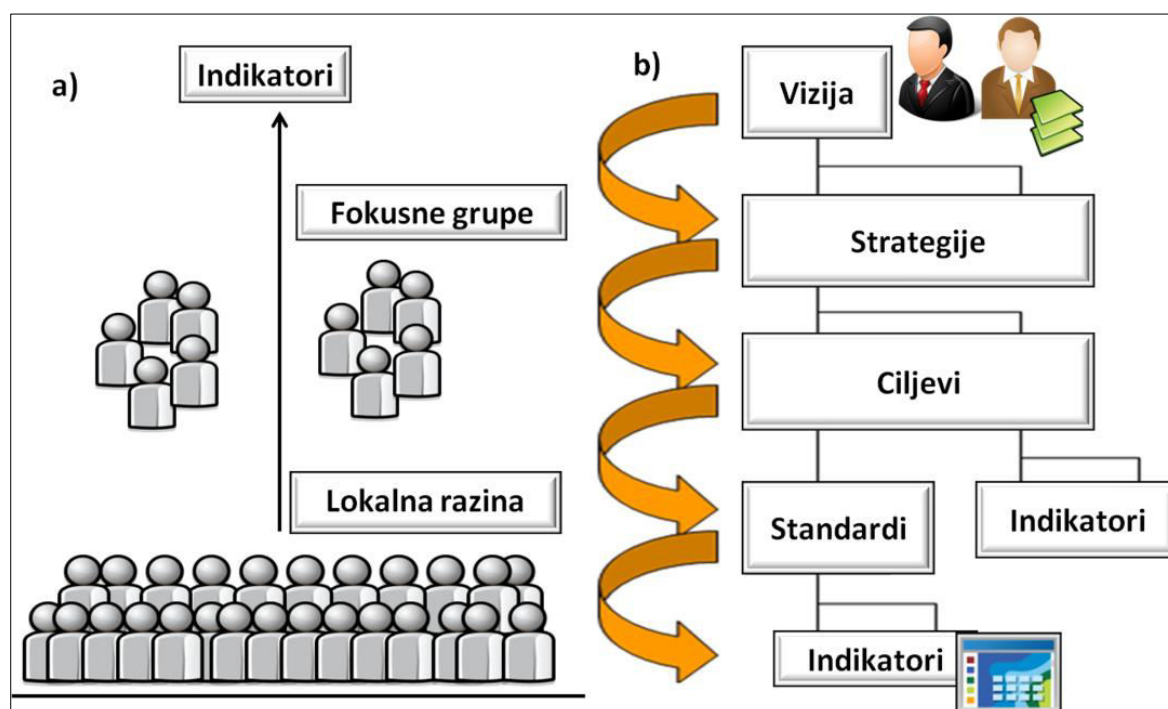 a)
Indikatori
Fokusne grupe
Lokalna razina
b)
Vizija
Strategije
Ciljevi
Standardi
Indikatori
Indikatori